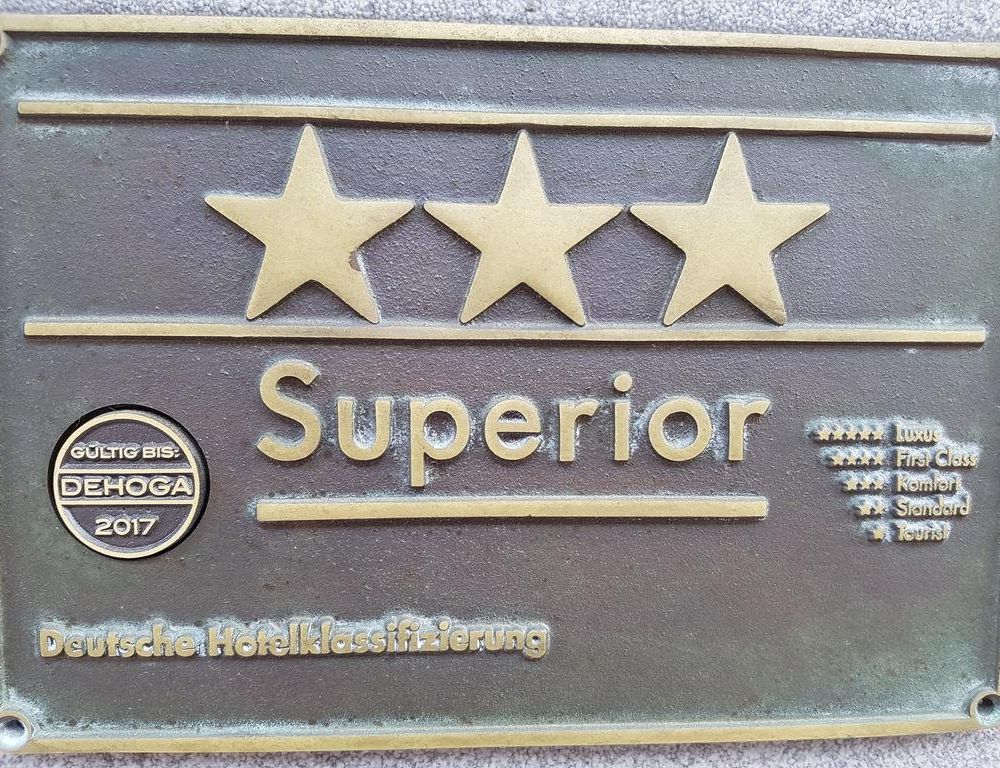 Superior
GÜLTIG BIS:
DEHOGA
2017
Luxus
First Class
Komfort
Standard
Tourist
Deutsche Hotelklassifizierung